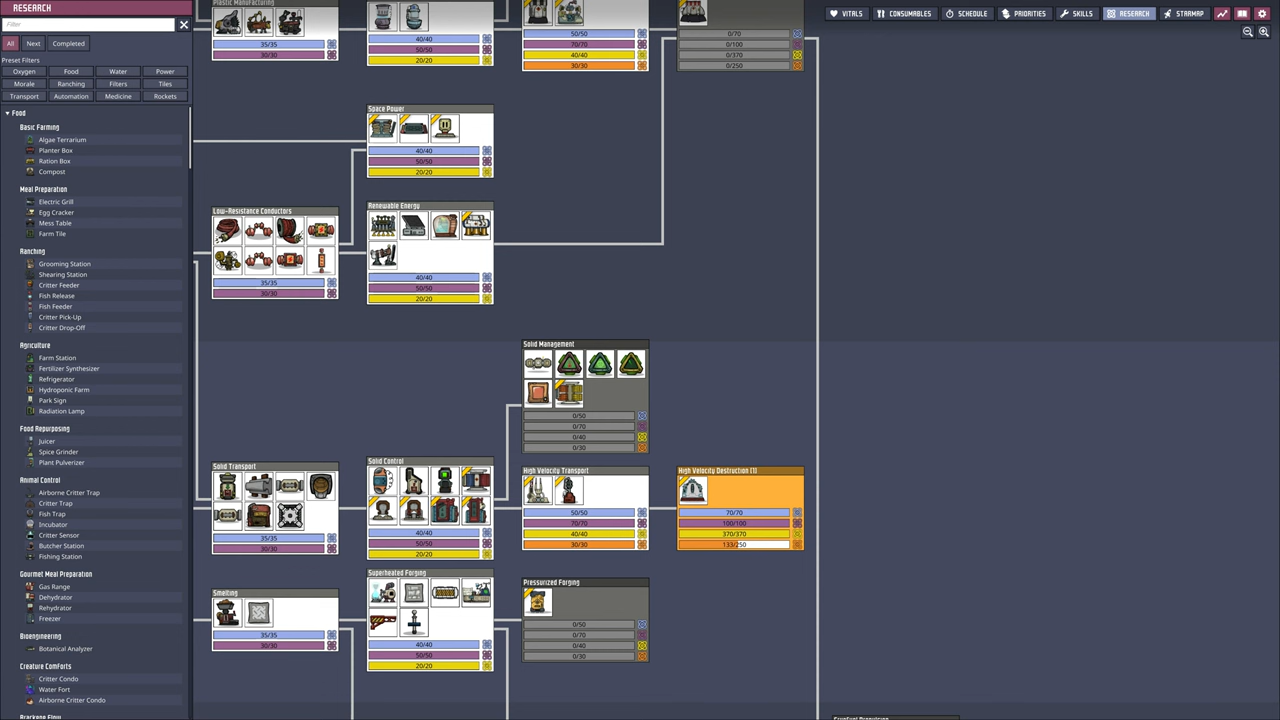 RESEARCH
Filter
All
Next
Completed
Preset Filters
Oxygen
Food
Water
Power
Morale
Ranching
Filters
Tiles
Transport
Automation
Medicine
Rockets
Food
Basic Farming
Algae Terrarium
Planter Box
Ration Box
Compost
Meal Preparation
Electric Grill
Egg Cracker
Mess Table
Farm Tile
Ranching
Grooming Station
Shearing Station
Critter Feeder
Fish Release
Fish Feeder
Critter Pick-Up
Critter Drop-Off
Agriculture
Farm Station
Fertilizer Synthesizer
Refrigerator
Hydroponic Farm
Park Sign
Radiation Lamp
Food Repurposing
Juicer
Spice Grinder
Plant Pulverizer
Animal Control
Airborne Critter Trap
Critter Trap
Fish Trap
Incubator
Critter Sensor
Butcher Station
Fishing Station
Gourmet Meal Preparation
Gas Range
Dehydrator
Rehydrator
Freezer
Bioengineering
Botanical Analyzer
Creature Comforts
Critter Condo
Water Fort
Airborne Critter Condo
Brackene Flow
VITALS
CONSUMABLES
SCHEDULE
PRIORITIES
SKILLS
RESEARCH
STARMAP
Plastic Manufacturing
35/35
30/30
40/40
50/50
20/20
50/50
70/70
40/40
30/30
0/70
0/100
0/370
0/250
Space Power
40/40
50/50
20/20
Low-Resistance Conductors
35/35
30/30
Renewable Energy
40/40
50/50
20/20
Solid Management
0/50
0/70
0/40
0/30
Solid Transport
35/35
30/30
Solid Control
40/40
50/50
20/20
High Velocity Transport
50/50
70/70
40/40
30/30
High Velocity Destruction (1)
70/70
100/100
370/370
133/250
Smelting
35/35
30/30
Superheated Forging
40/40
50/50
20/20
Pressurized Forging
0/50
0/70
0/40
0/30